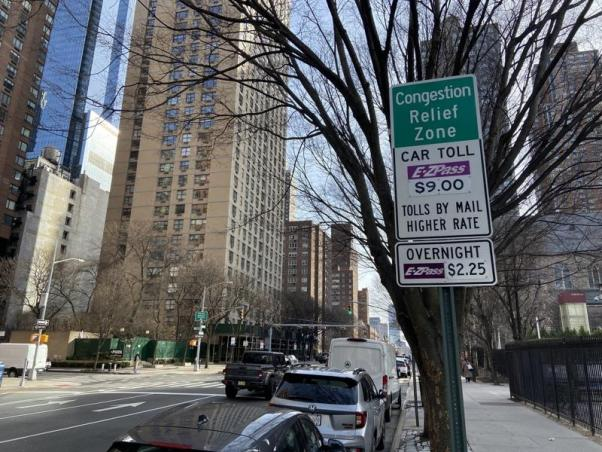 Congestion
Relief
Zone
CAR TOLL
E-ZPass
$9.00
TOLLS BY MAIL
HIGHER RATE
OVERNIGHT
E-ZPass $2.25